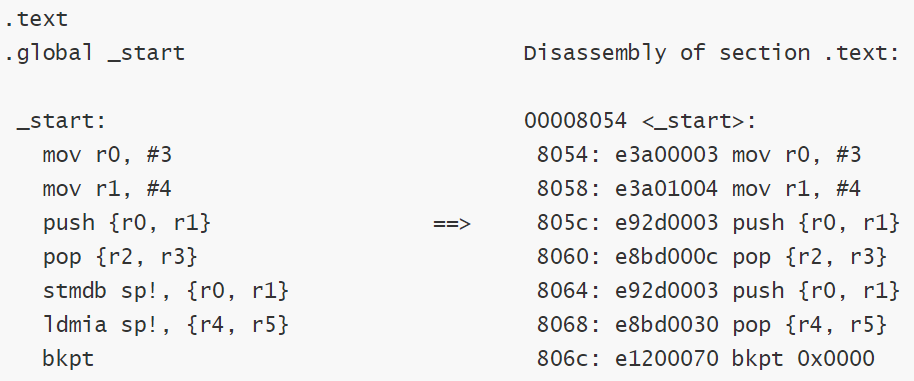 .text
.global _start
_start:
mov r0, #3
mov r1, #4
push {r0, r1}
pop {r2, r3}
stmdb sp!, {r0, r1}
ldmia sp!, {r4, r5}
bkpt
==>
Disassembly of section .text:
00008054 <_start>:
8054: e3a00003 mov r0, #3
8058: e3a01004 mov r1, #4
805c: e92d0003 push {r0, r1}
8060: e8bd000c pop {r2, r3}
8064: e92d0003 push {r0, r1}
8068: e8bd0030 pop {r4, r5}
806c: e1200070 bkpt 0x0000